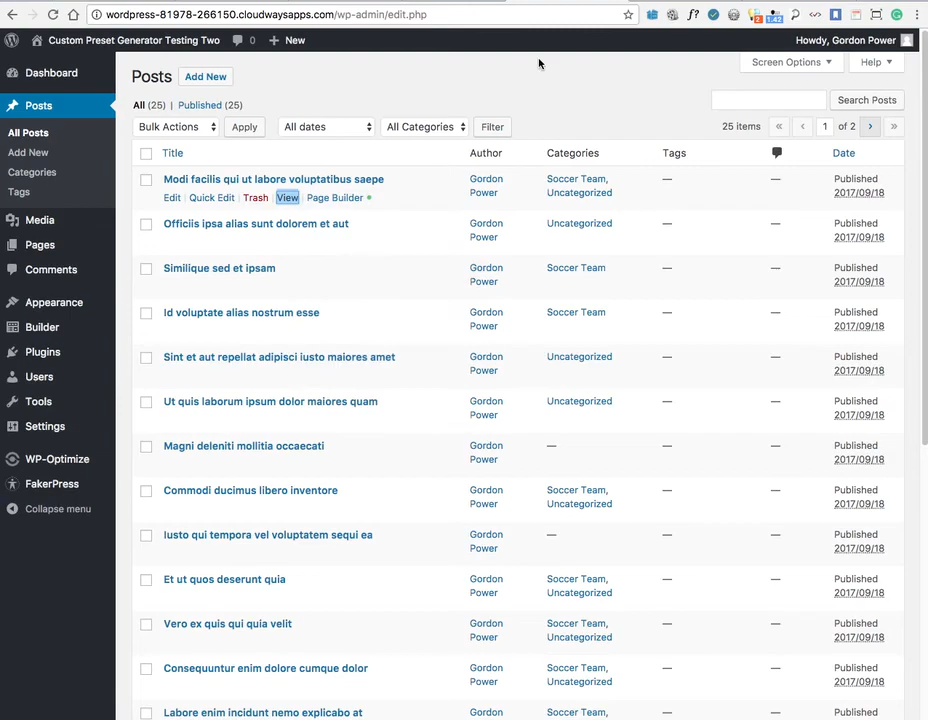 wordpress-81978-266150.cloudwaysapps.com/wp-admin/edit.php
f?
2
1:42
Custom Preset Generator Testing Two
0
New
Howdy, Gordon Power
Dashboard
Posts
All Posts
Add New
Categories
Tags
Media
Pages
Comments
Appearance
Builder
Plugins
Users
Tools
Settings
WP-Optimize
FakerPress
Collapse menu
Screen Options
Help
Posts
Add New
All (25) | Published (25)
Search Posts
Bulk Actions
Apply
All dates
All Categories
Filter
25 items « ‹ 1 of 2 › »
Title Author Categories Tags Date
Modi facilis qui ut labore voluptatibus saepe
Edit | Quick Edit | Trash | View | Page Builder
Gordon Power
Soccer Team, Uncategorized
— —
Published
2017/09/18
Officiis ipsa alias sunt dolorem et aut
Gordon Power
Uncategorized
— —
Published
2017/09/18
Similique sed et ipsam
Gordon Power
Soccer Team
— —
Published
2017/09/18
Id voluptate alias nostrum esse
Gordon Power
Soccer Team
— —
Published
2017/09/18
Sint et aut repellat adipisci iusto maiores amet
Gordon Power
Uncategorized
— —
Published
2017/09/18
Ut quis laborum ipsum dolor maiores quam
Gordon Power
Uncategorized
— —
Published
2017/09/18
Magni deleniti mollitia occaecati
Gordon Power
— — —
Published
2017/09/18
Commodi ducimus libero inventore
Gordon Power
Soccer Team, Uncategorized
— —
Published
2017/09/18
Iusto qui tempora vel voluptatem sequi ea
Gordon Power
— — —
Published
2017/09/18
Et ut quos deserunt quia
Gordon Power
Soccer Team, Uncategorized
— —
Published
2017/09/18
Vero ex quis qui quia velit
Gordon Power
Soccer Team, Uncategorized
— —
Published
2017/09/18
Consequuntur enim dolore cumque dolor
Gordon Power
Soccer Team, Uncategorized
— —
Published
2017/09/18
Labore enim incidunt nemo explicabo at
Gordon
Soccer Team,
— —
Published